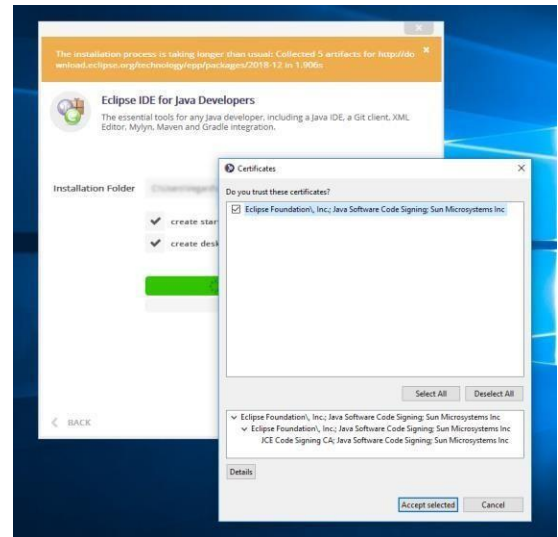 The installation process is taking longer than usual: Collected 5 artifacts for http://do
wnload.eclipse.org/technology/epp/packages/2018-12 in 1.906s
Eclipse IDE for Java Developers
The essential tools for any Java developer, including a Java IDE, a Git client, XML
Editor, Mylyn, Maven and Gradle integration.
Installation Folder
create star
create desk
BACK
Certificates
Do you trust these certificates?
Eclipse Foundation\, Inc.; Java Software Code Signing; Sun Microsystems Inc
Select All
Deselect All
Eclipse Foundation\, Inc.; Java Software Code Signing; Sun Microsystems Inc
Eclipse Foundation\, Inc.; Java Software Code Signing; Sun Microsystems Inc
JCE Code Signing CA; Java Software Code Signing; Sun Microsystems Inc
Details
Accept selected
Cancel